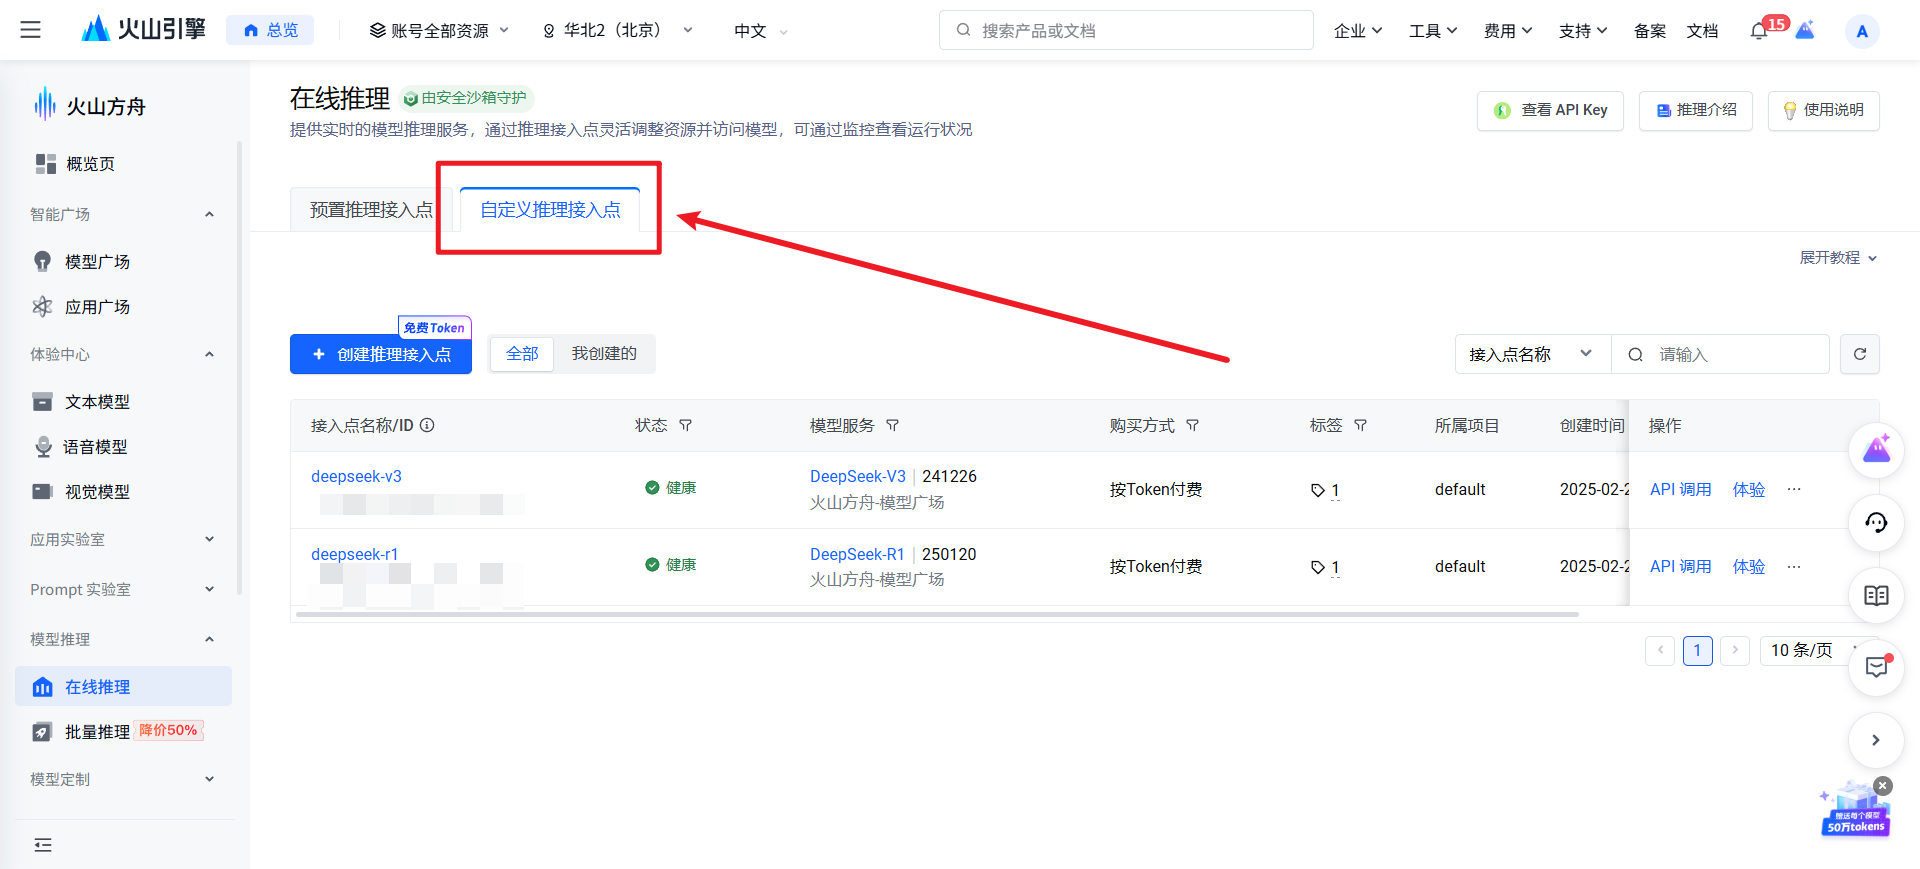 火山引擎 总览 账号全部资源 华北2（北京） 中文 搜索产品或文档 企业 工具 费用 支持 备案 文档 15 A
火山方舟
概览页
智能广场
模型广场
应用广场
体验中心
文本模型
语音模型
视觉模型
应用实验室
Prompt 实验室
模型推理
在线推理
批量推理 降价50%
模型定制
在线推理 由安全沙箱守护
提供实时的模型推理服务，通过推理接入点灵活调整资源并访问模型，可通过监控查看运行状况
查看 API Key 推理介绍 使用说明
预置推理接入点 自定义推理接入点
展开教程
免费Token
+ 创建推理接入点 全部 我创建的 接入点名称 请输入
接入点名称/ID 状态 模型服务 购买方式 标签 所属项目 创建时间 操作
deepseek-v3 健康 DeepSeek-V3 241226 按Token付费 1 default 2025-02-2 API 调用 体验 ···
火山方舟-模型广场
deepseek-r1 健康 DeepSeek-R1 250120 按Token付费 1 default 2025-02-2 API 调用 体验 ···
火山方舟-模型广场
1 10 条/页
赠送每个模型
50万tokens